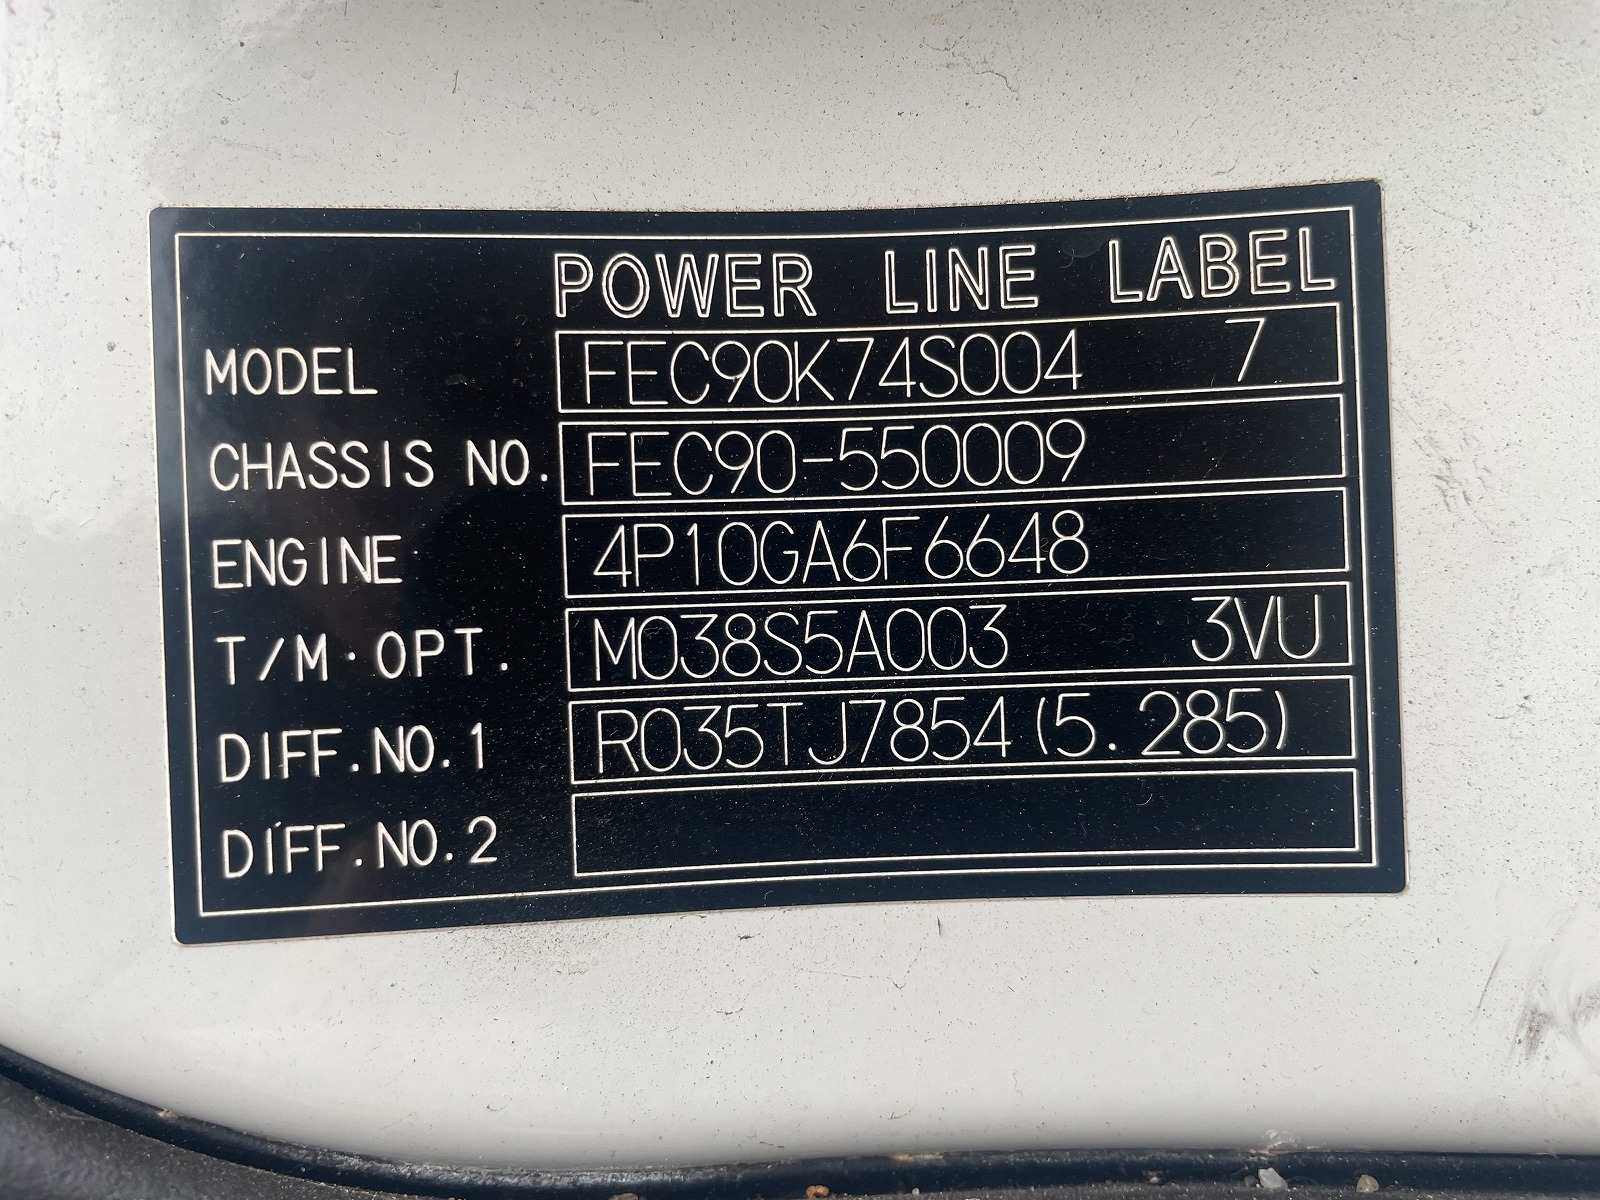 POWER LINE LABEL
MODEL FEC90K74S004 7
CHASSIS NO. FEC90-550009
ENGINE 4P10GA6F6648
T/M·OPT. M038S5A003 3VU
DIFF.NO.1 R035TJ7854(5.285)
DIFF.NO.2